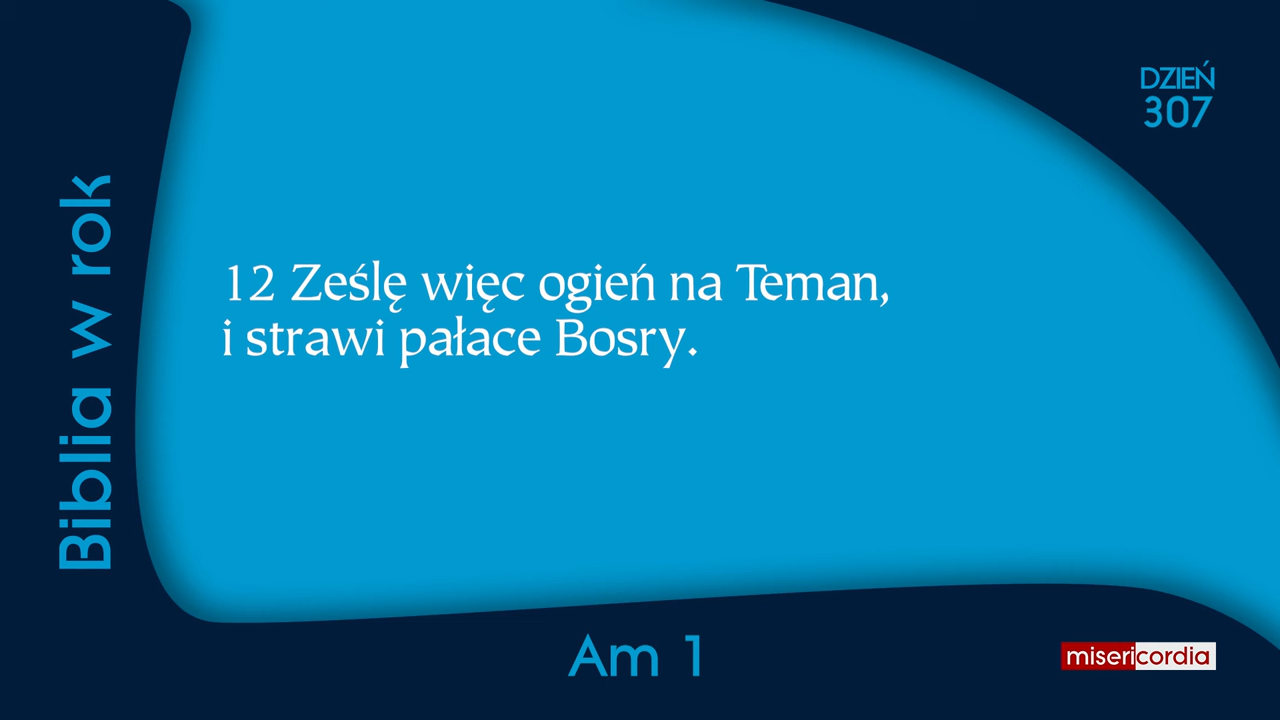 DZIEŃ
307
Biblia w rok
12 Ześlę więc ogień na Teman,
i strawi pałace Bosry.
Am 1
misericordia